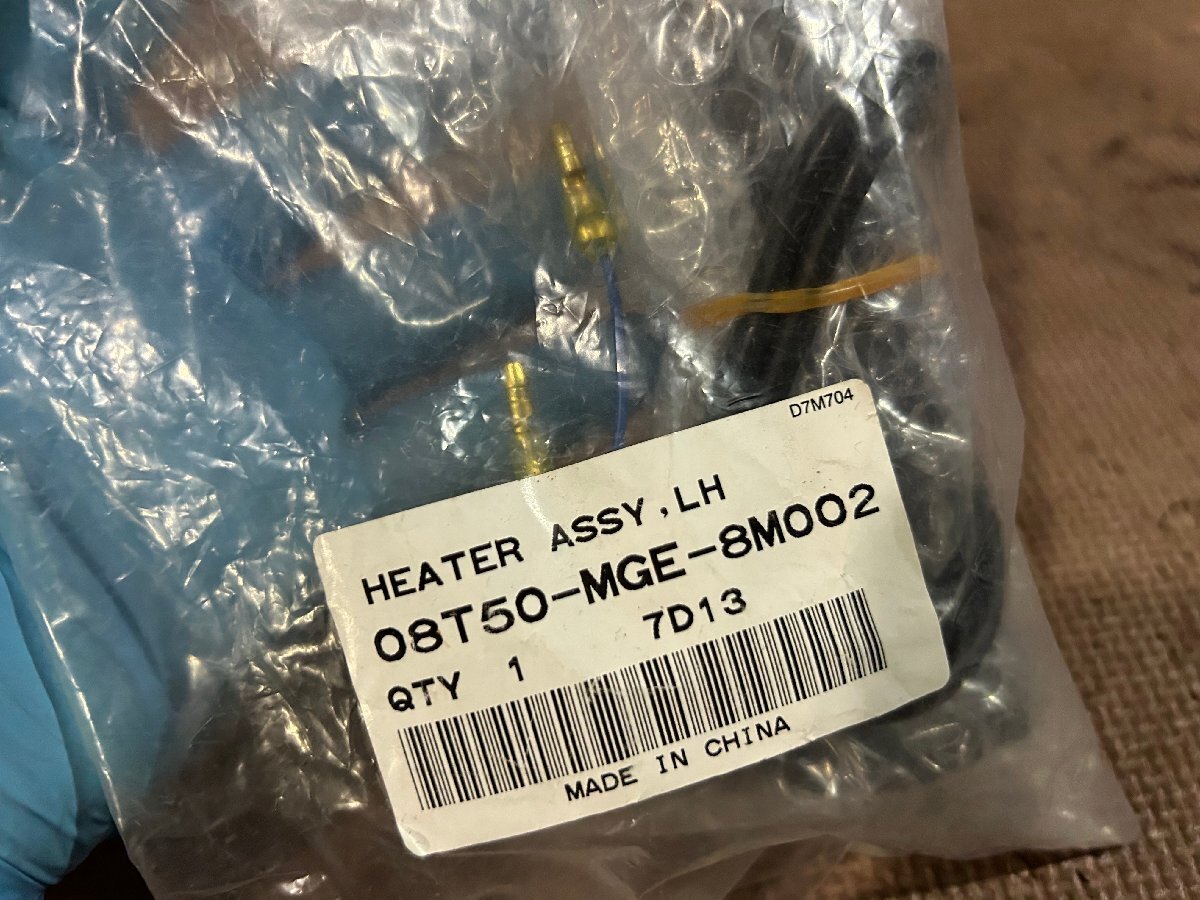 D7M704
HEATER ASSY,LH
08T50-MGE-8M002
QTY 1 7D13
MADE IN CHINA